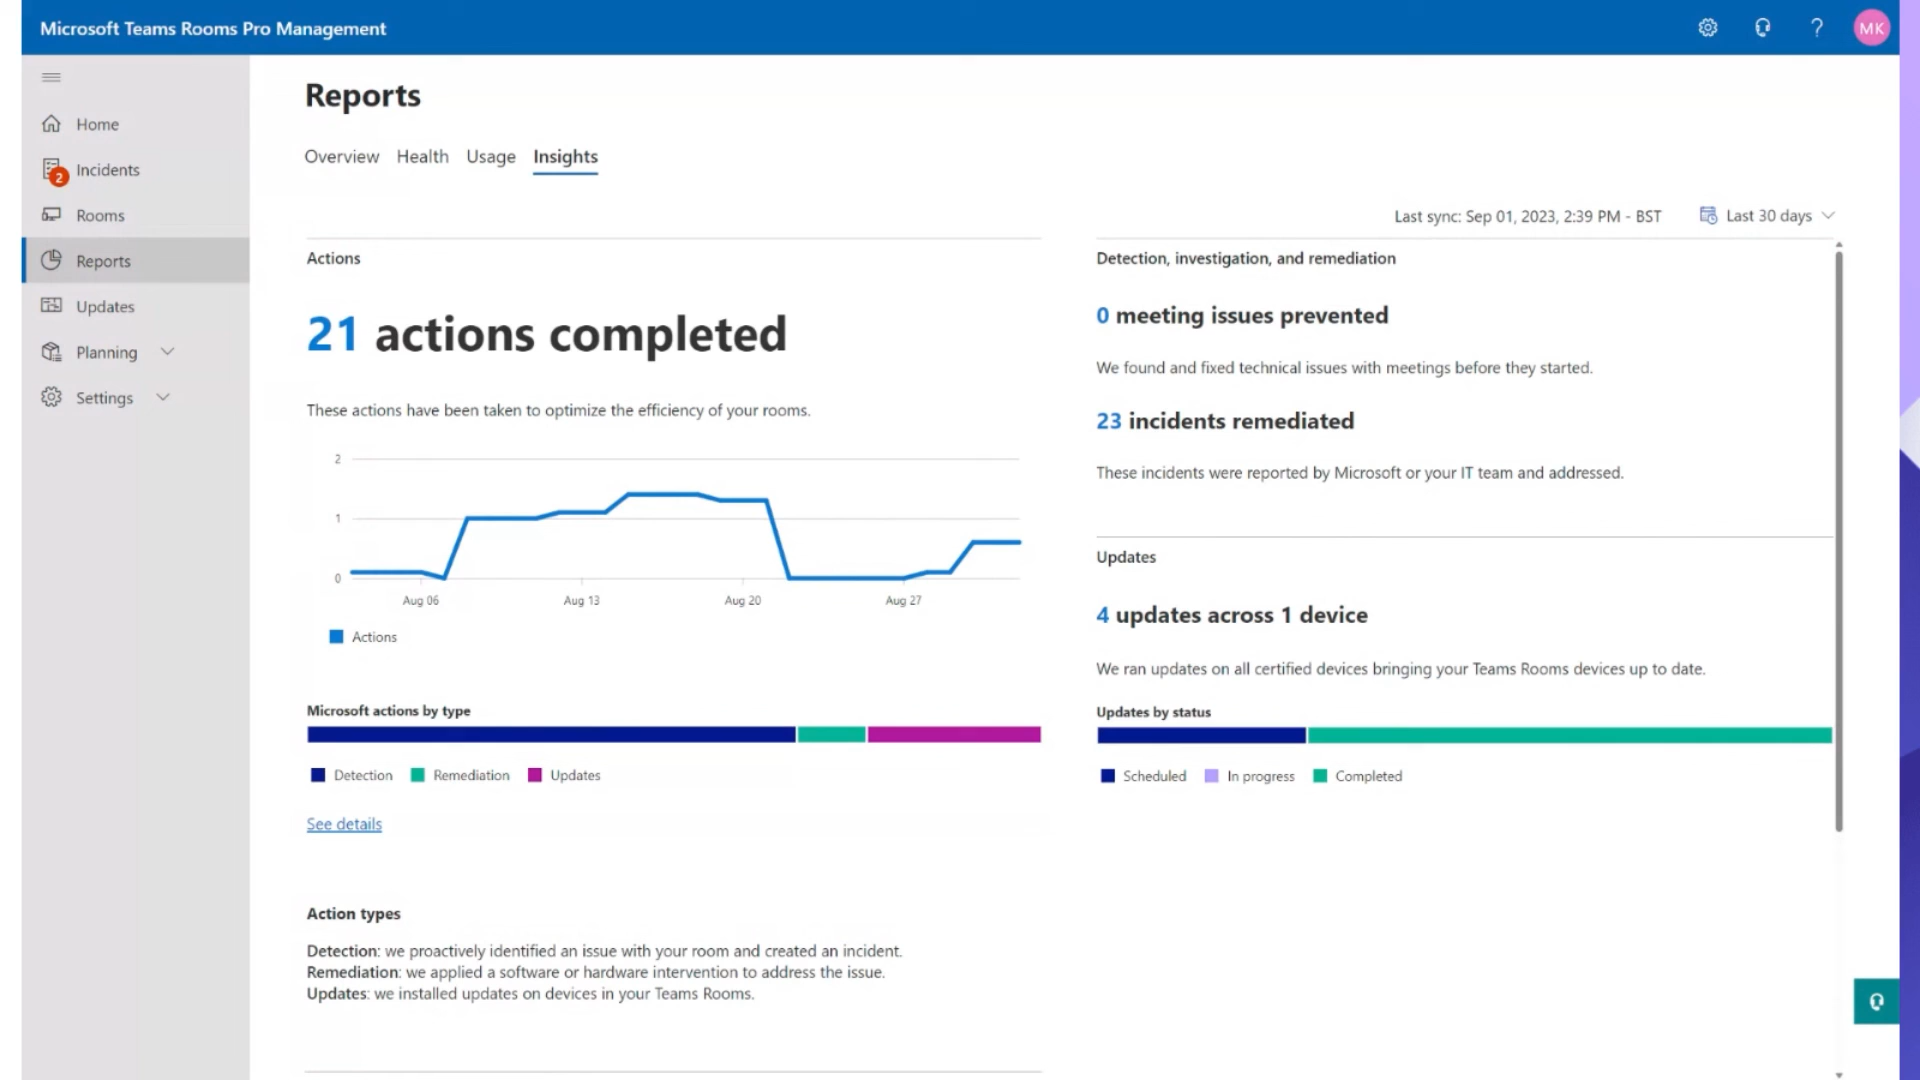 Microsoft Teams Rooms Pro Management
MK
Home
2
Incidents
Rooms
Reports
Updates
Planning
Settings
Reports
Overview Health Usage Insights
Last sync: Sep 01, 2023, 2:39 PM - BST
Last 30 days
Actions
21 actions completed
These actions have been taken to optimize the efficiency of your rooms.
2
1
0
Aug 06 Aug 13 Aug 20 Aug 27
Actions
Microsoft actions by type
Detection Remediation Updates
See details
Action types
Detection: we proactively identified an issue with your room and created an incident.
Remediation: we applied a software or hardware intervention to address the issue.
Updates: we installed updates on devices in your Teams Rooms.
Detection, investigation, and remediation
0 meeting issues prevented
We found and fixed technical issues with meetings before they started.
23 incidents remediated
These incidents were reported by Microsoft or your IT team and addressed.
Updates
4 updates across 1 device
We ran updates on all certified devices bringing your Teams Rooms devices up to date.
Updates by status
Scheduled In progress Completed